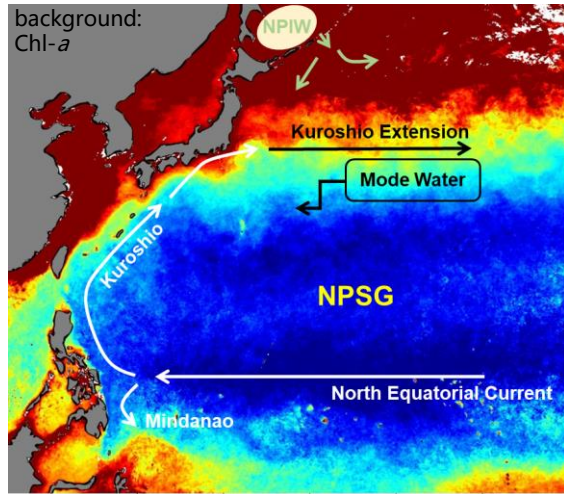 background:
Chl-a
NPIW
Kuroshio Extension
Mode Water
Kuroshio
NPSG
North Equatorial Current
Mindanao